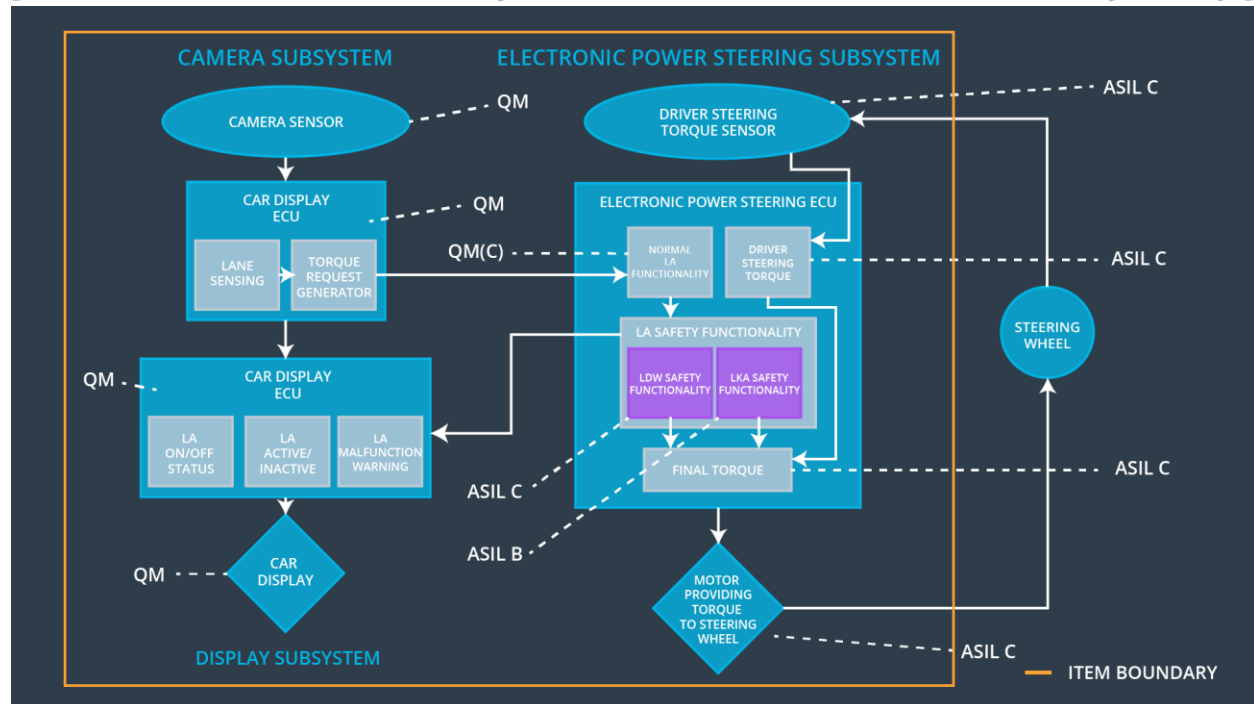 CAMERA SUBSYSTEM
ELECTRONIC POWER STEERING SUBSYSTEM
CAMERA SENSOR
QM
DRIVER STEERING
TORQUE SENSOR
ASIL C
CAR DISPLAY
ECU
QM
LANE
SENSING
TORQUE
REQUEST
GENERATOR
QM(C)
ELECTRONIC POWER STEERING ECU
NORMAL
LA
FUNCTIONALITY
DRIVER
STEERING
TORQUE
ASIL C
LA SAFETY FUNCTIONALITY
LDW SAFETY
FUNCTIONALITY
LKA SAFETY
FUNCTIONALITY
STEERING
WHEEL
QM
CAR DISPLAY
ECU
LA
ON/OFF
STATUS
LA
ACTIVE/
INACTIVE
LA
MALFUNCTION
WARNING
FINAL TORQUE
ASIL C
ASIL C
ASIL B
QM
CAR
DISPLAY
MOTOR
PROVIDING
TORQUE
TO STEERING
WHEEL
ASIL C
DISPLAY SUBSYSTEM
ITEM BOUNDARY